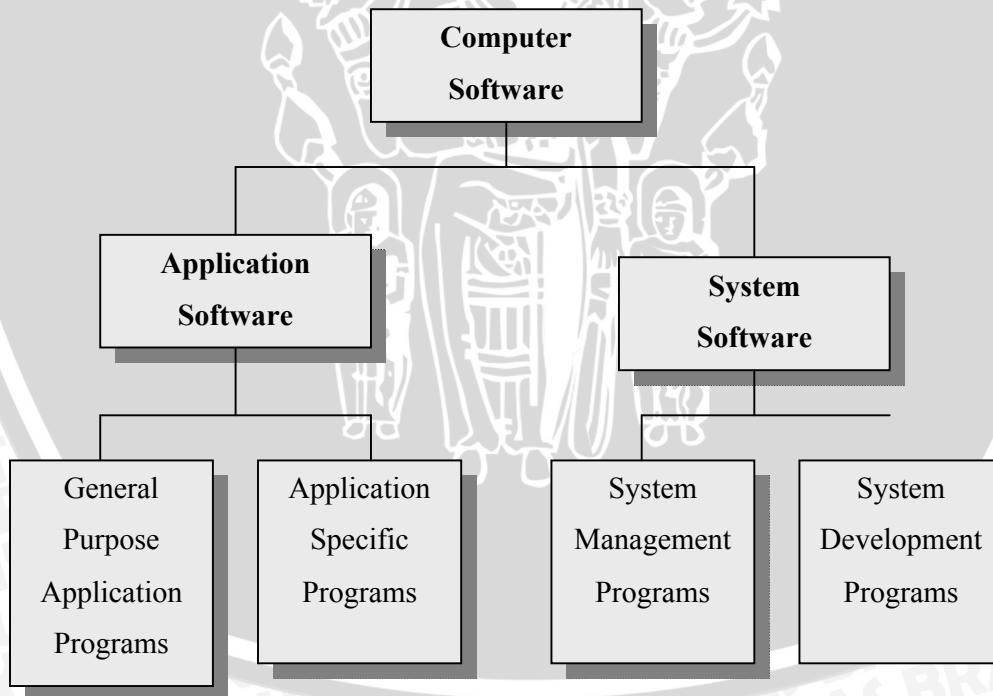 Computer
Software
Application
Software
System
Software
General
Purpose
Application
Programs
Application
Specific
Programs
System
Management
Programs
System
Development
Programs